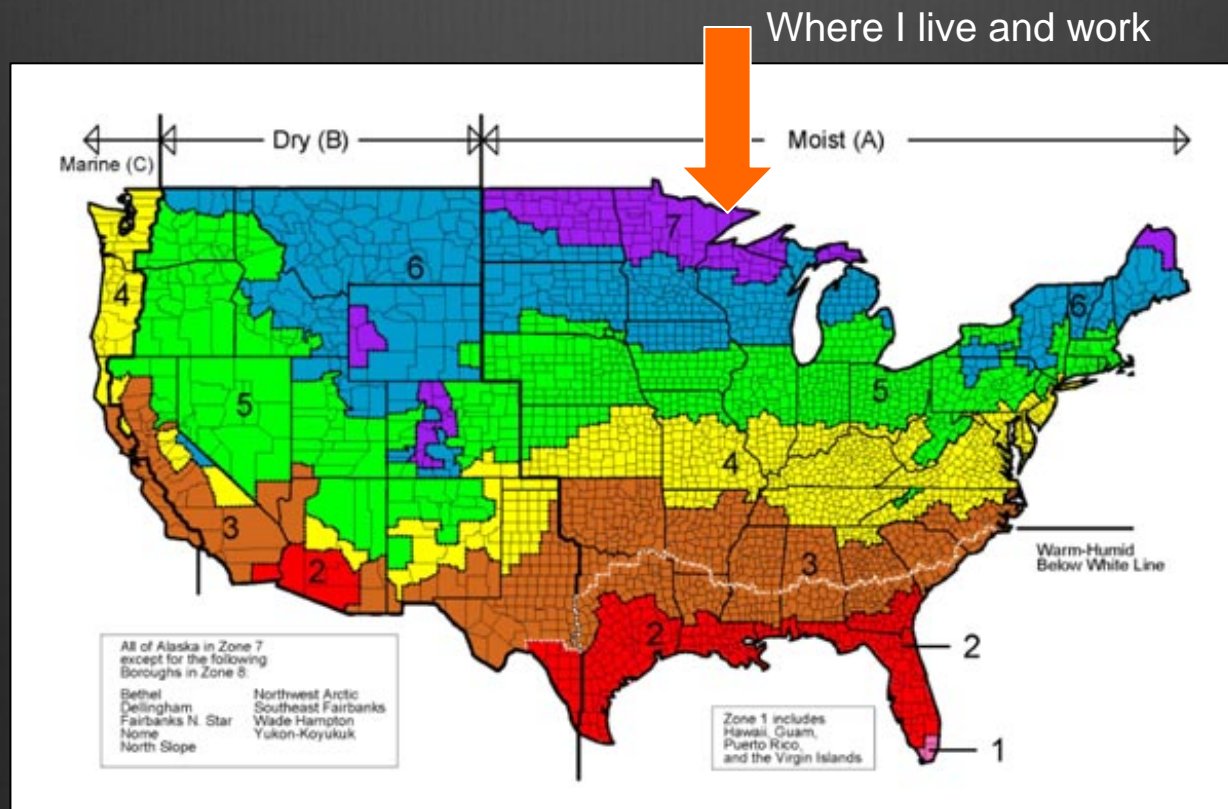 Where I live and work
Marine (C)
Dry (B)
Moist (A)
7
6
4
6
5
5
4
3
3
2
Warm-Humid
Below White Line
2
2
1
All of Alaska in Zone 7
except for the following
Boroughs in Zone 8:
Bethel
Dellingham
Fairbanks N. Star
Nome
North Slope
Northwest Arctic
Southeast Fairbanks
Wade Hampton
Yukon-Koyukuk
Zone 1 includes
Hawaii, Guam,
Puerto Rico,
and the Virgin Islands